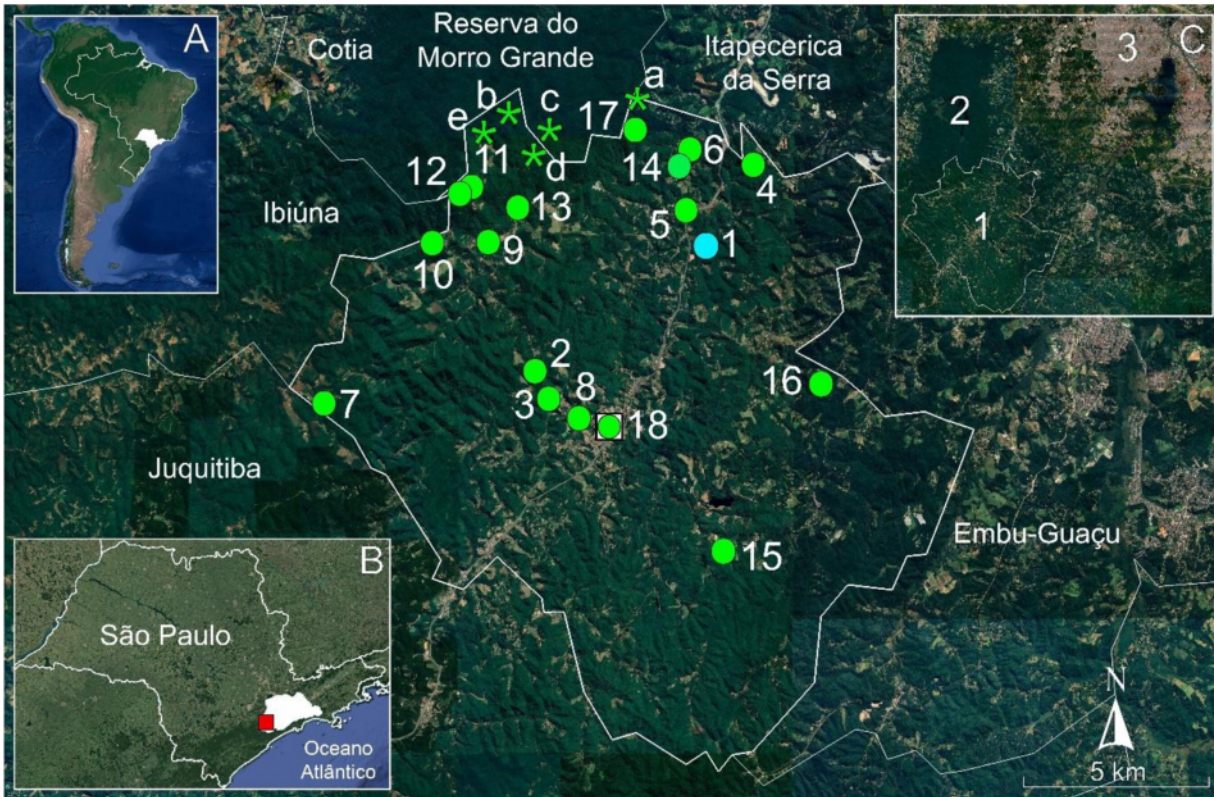 A
Cotia
Reserva do
Morro Grande
Itapecerica
da Serra
3
C
2
1
a
b
c
17
e
d
6
11
14
4
12
13
5
Ibiúna
1
9
10
2
16
3
8
7
18
Juquitiba
Embu-Guaçu
15
B
São Paulo
Oceano
Atlântico
N
5 km